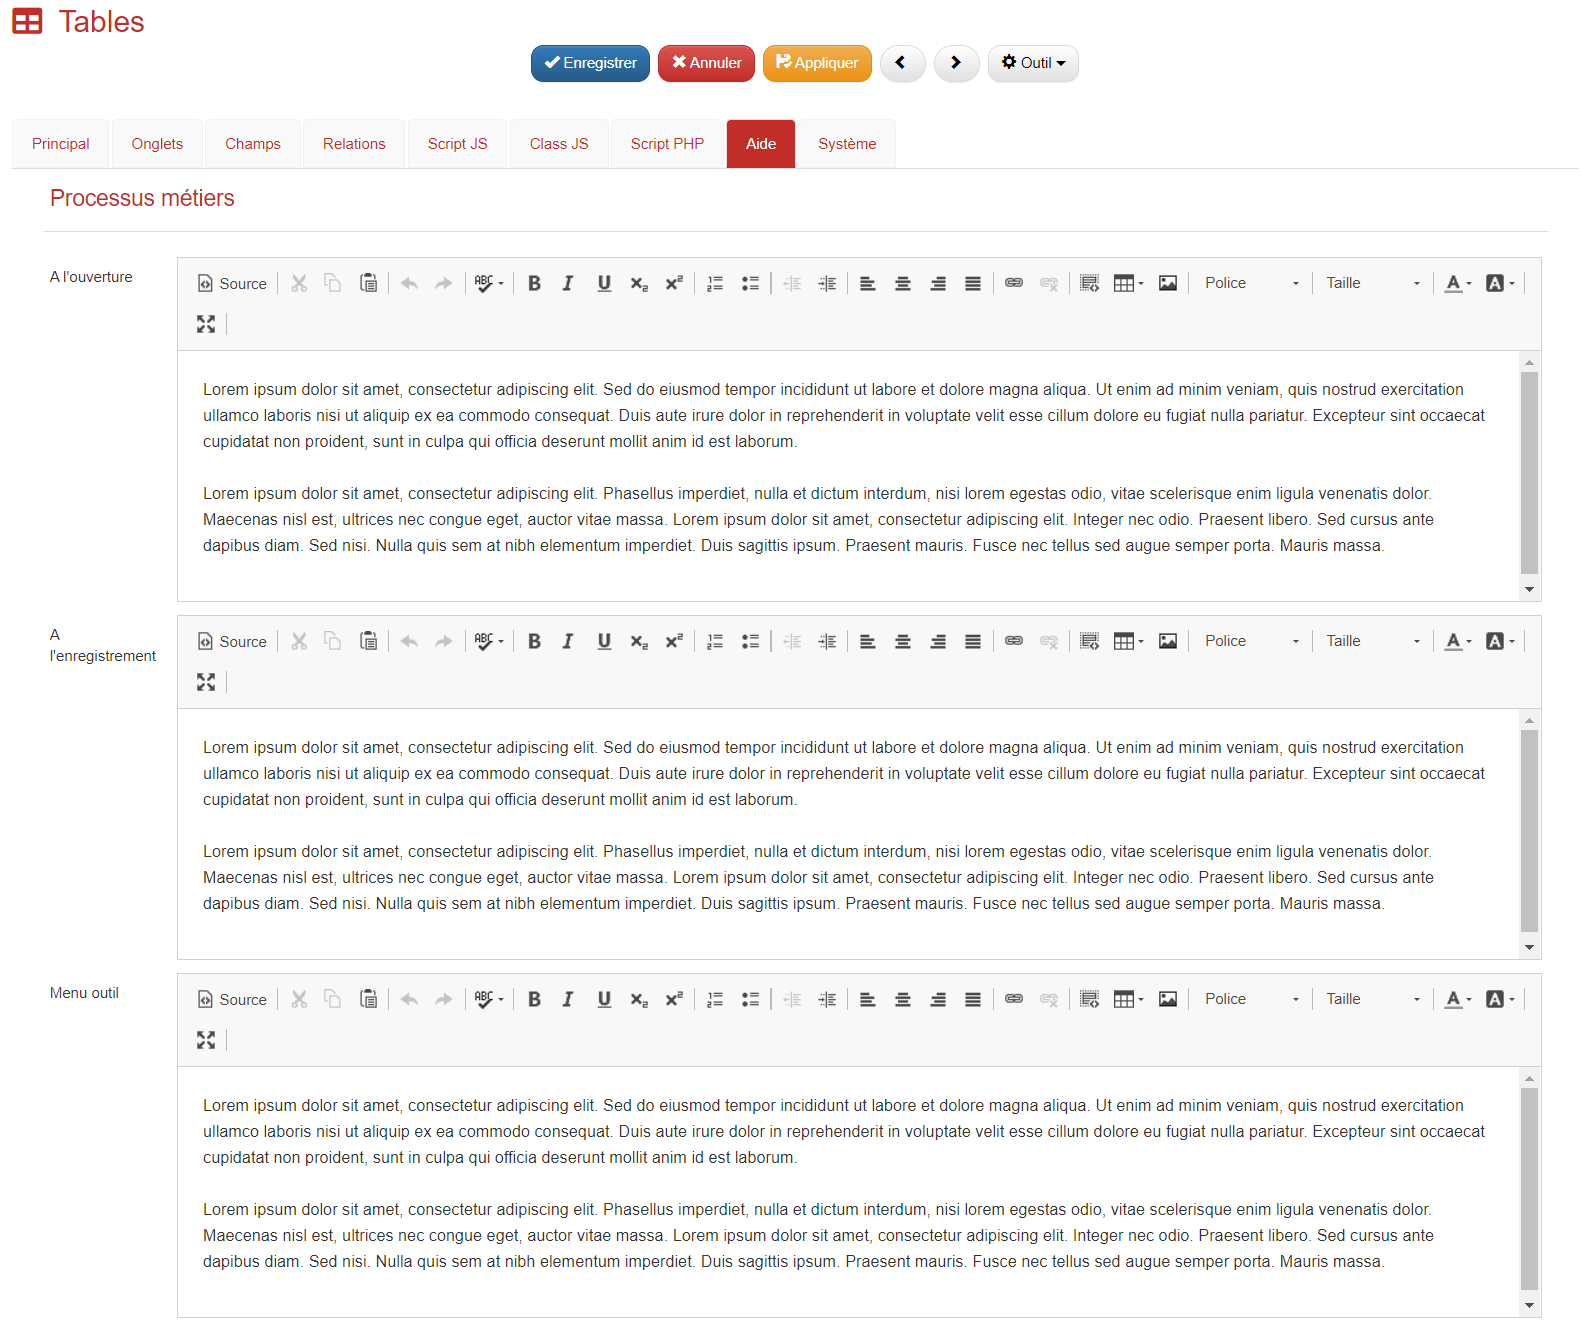 Tables
Enregistrer Annuler Appliquer Outil
Principal Onglets Champs Relations Script JS Class JS Script PHP Aide Système
Processus métiers
A l'ouverture
Source ABC B I U x₂ x² Police Taille A A
Lorem ipsum dolor sit amet, consectetur adipiscing elit. Sed do eiusmod tempor incididunt ut labore et dolore magna aliqua. Ut enim ad minim veniam, quis nostrud exercitation
ullamco laboris nisi ut aliquip ex ea commodo consequat. Duis aute irure dolor in reprehenderit in voluptate velit esse cillum dolore eu fugiat nulla pariatur. Excepteur sint occaecat
cupidatat non proident, sunt in culpa qui officia deserunt mollit anim id est laborum.
Lorem ipsum dolor sit amet, consectetur adipiscing elit. Phasellus imperdiet, nulla et dictum interdum, nisi lorem egestas odio, vitae scelerisque enim ligula venenatis dolor.
Maecenas nisl est, ultrices nec congue eget, auctor vitae massa. Lorem ipsum dolor sit amet, consectetur adipiscing elit. Integer nec odio. Praesent libero. Sed cursus ante
dapibus diam. Sed nisi. Nulla quis sem at nibh elementum imperdiet. Duis sagittis ipsum. Praesent mauris. Fusce nec tellus sed augue semper porta. Mauris massa.
A
l'enregistrement
Source ABC B I U x₂ x² Police Taille A A
Lorem ipsum dolor sit amet, consectetur adipiscing elit. Sed do eiusmod tempor incididunt ut labore et dolore magna aliqua. Ut enim ad minim veniam, quis nostrud exercitation
ullamco laboris nisi ut aliquip ex ea commodo consequat. Duis aute irure dolor in reprehenderit in voluptate velit esse cillum dolore eu fugiat nulla pariatur. Excepteur sint occaecat
cupidatat non proident, sunt in culpa qui officia deserunt mollit anim id est laborum.
Lorem ipsum dolor sit amet, consectetur adipiscing elit. Phasellus imperdiet, nulla et dictum interdum, nisi lorem egestas odio, vitae scelerisque enim ligula venenatis dolor.
Maecenas nisl est, ultrices nec congue eget, auctor vitae massa. Lorem ipsum dolor sit amet, consectetur adipiscing elit. Integer nec odio. Praesent libero. Sed cursus ante
dapibus diam. Sed nisi. Nulla quis sem at nibh elementum imperdiet. Duis sagittis ipsum. Praesent mauris. Fusce nec tellus sed augue semper porta. Mauris massa.
Menu outil
Source ABC B I U x₂ x² Police Taille A A
Lorem ipsum dolor sit amet, consectetur adipiscing elit. Sed do eiusmod tempor incididunt ut labore et dolore magna aliqua. Ut enim ad minim veniam, quis nostrud exercitation
ullamco laboris nisi ut aliquip ex ea commodo consequat. Duis aute irure dolor in reprehenderit in voluptate velit esse cillum dolore eu fugiat nulla pariatur. Excepteur sint occaecat
cupidatat non proident, sunt in culpa qui officia deserunt mollit anim id est laborum.
Lorem ipsum dolor sit amet, consectetur adipiscing elit. Phasellus imperdiet, nulla et dictum interdum, nisi lorem egestas odio, vitae scelerisque enim ligula venenatis dolor.
Maecenas nisl est, ultrices nec congue eget, auctor vitae massa. Lorem ipsum dolor sit amet, consectetur adipiscing elit. Integer nec odio. Praesent libero. Sed cursus ante
dapibus diam. Sed nisi. Nulla quis sem at nibh elementum imperdiet. Duis sagittis ipsum. Praesent mauris. Fusce nec tellus sed augue semper porta. Mauris massa.